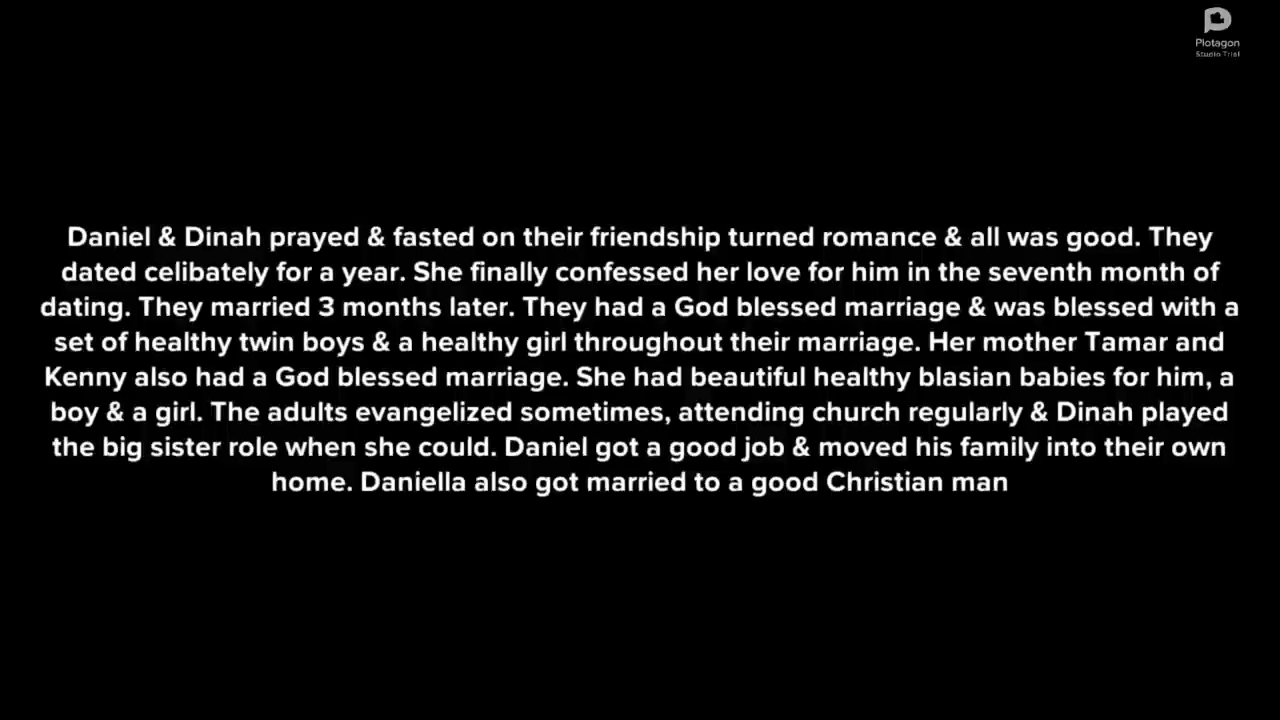 Plotagon
Studio Trial
Daniel & Dinah prayed & fasted on their friendship turned romance & all was good. They
dated celibately for a year. She finally confessed her love for him in the seventh month of
dating. They married 3 months later. They had a God blessed marriage & was blessed with a
set of healthy twin boys & a healthy girl throughout their marriage. Her mother Tamar and
Kenny also had a God blessed marriage. She had beautiful healthy blasian babies for him, a
boy & a girl. The adults evangelized sometimes, attending church regularly & Dinah played
the big sister role when she could. Daniel got a good job & moved his family into their own
home. Daniella also got married to a good Christian man